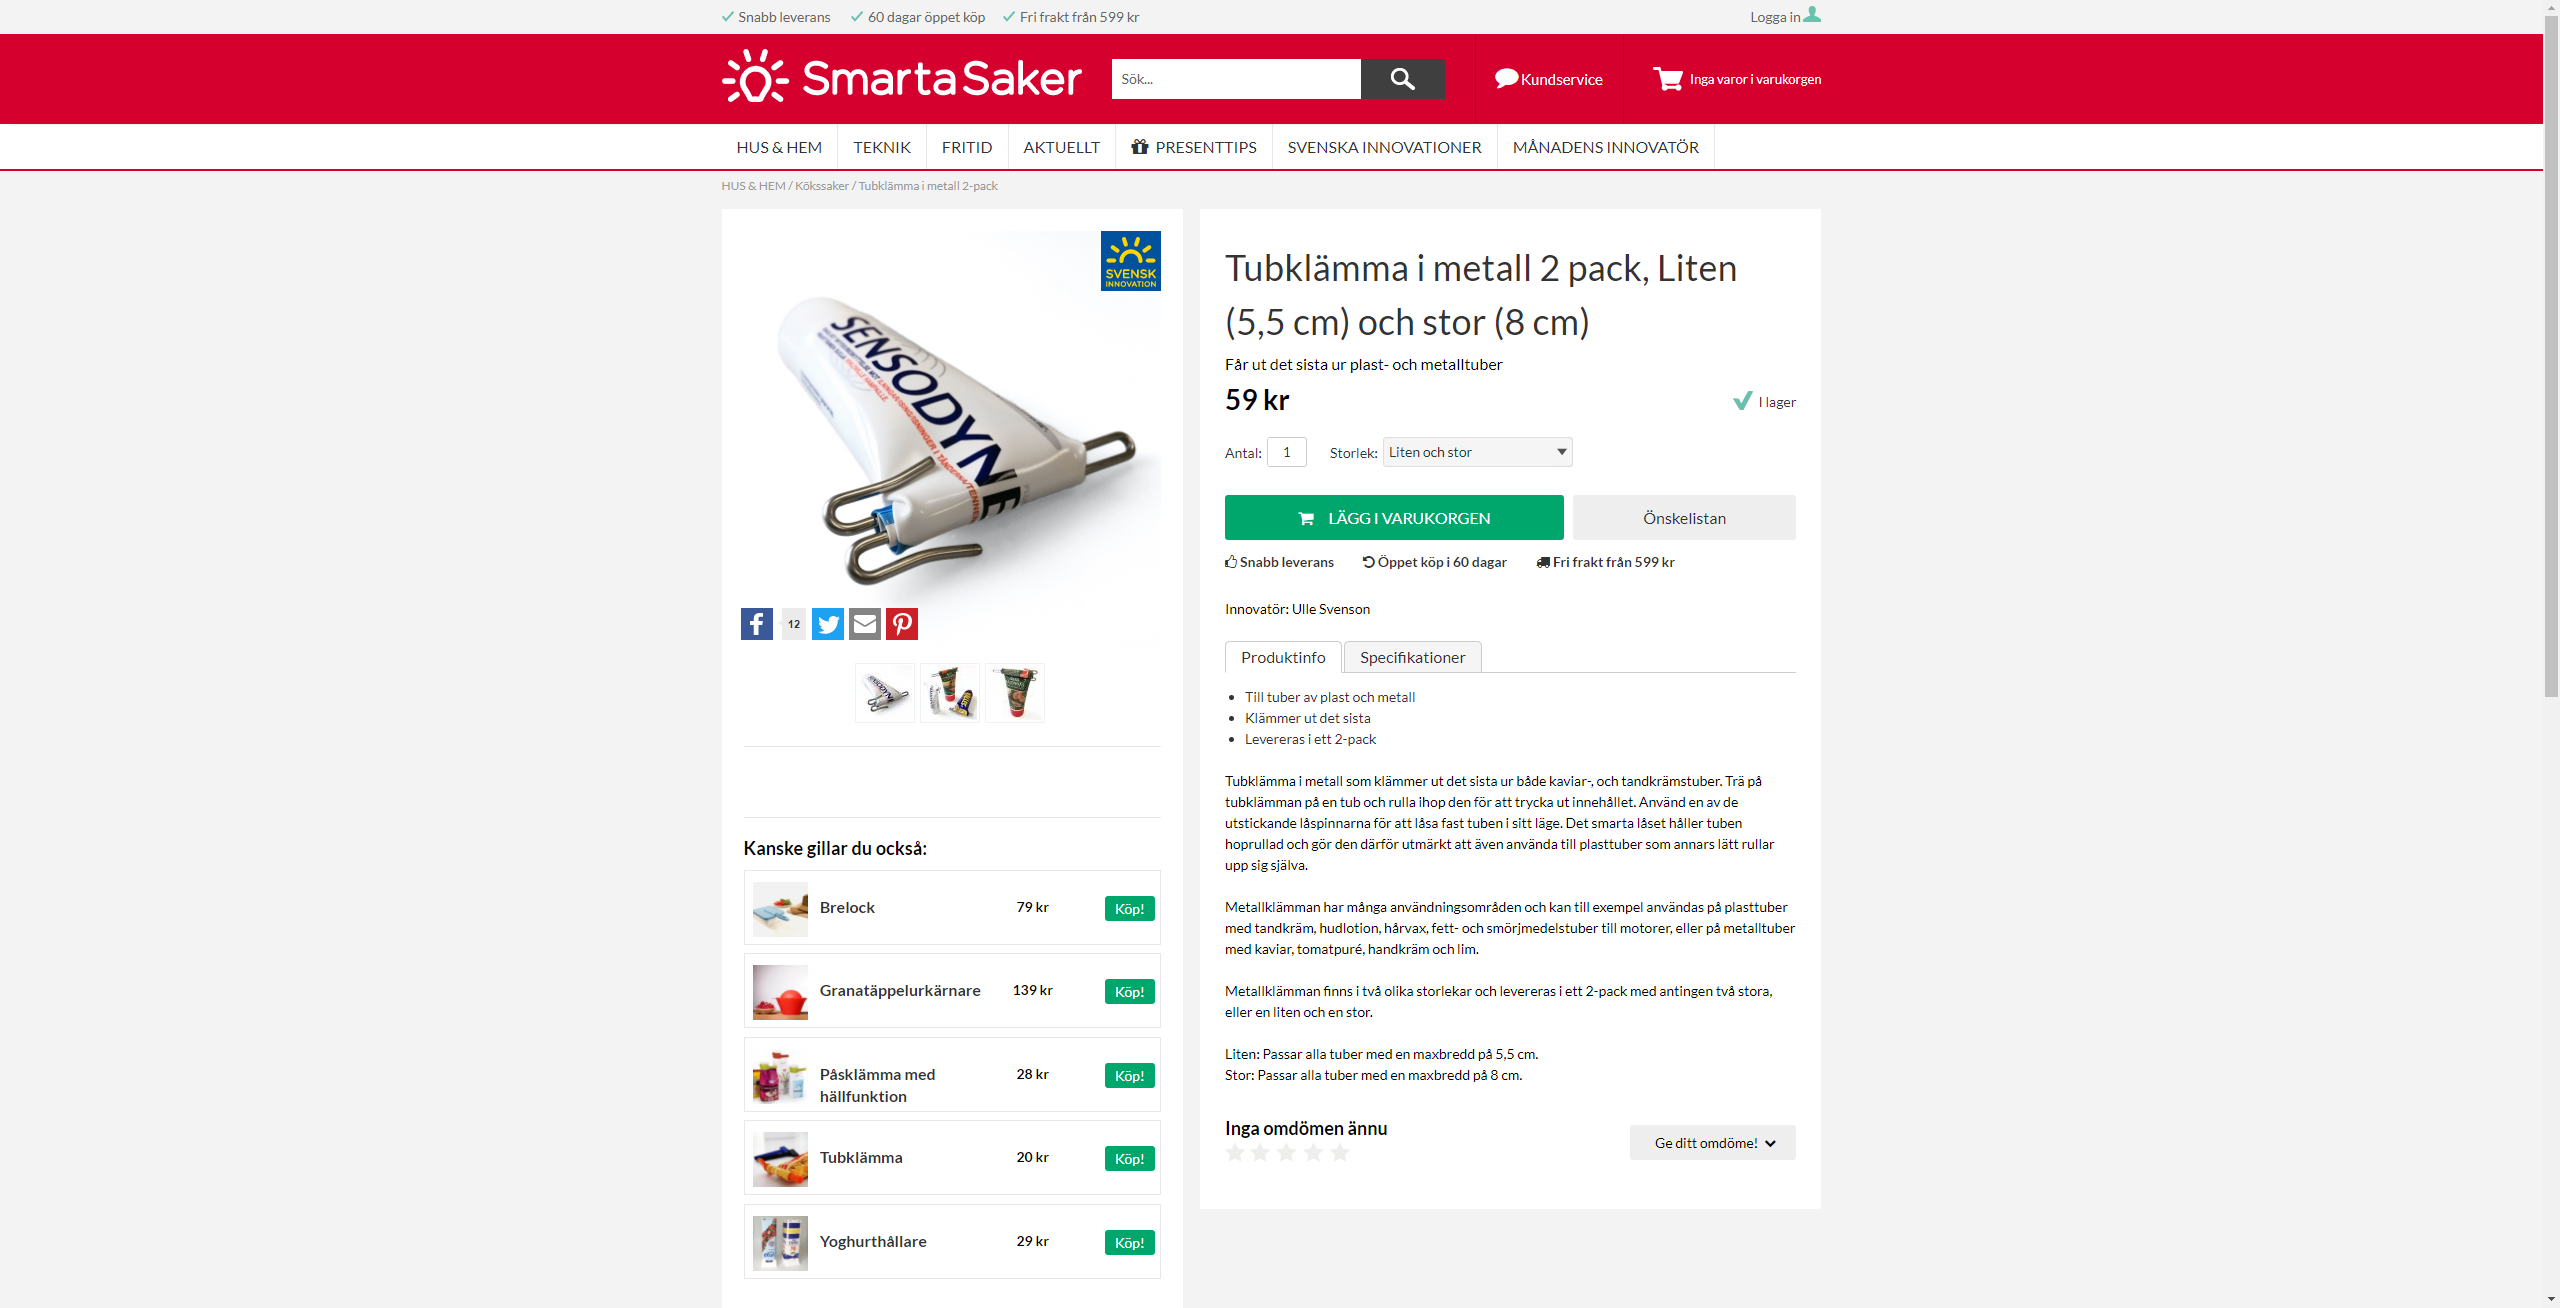 Snabb leverans
60 dagar öppet köp
Fri frakt från 599 kr
Logga in
SmartaSaker
Sök...
Kundservice
Inga varor i varukorgen
HUS & HEM
TEKNIK
FRITID
AKTUELLT
PRESENTTIPS
SVENSKA INNOVATIONER
MÅNADENS INNOVATÖR
HUS & HEM / Kökssaker / Tubklämma i metall 2-pack
SVENSK
INNOVATION
SENSODYNE
12
Kanske gillar du också:
Brelock
79 kr
Köp!
Granatäppelurkärnare
139 kr
Köp!
Påsklämma med
hällfunktion
28 kr
Köp!
Tubklämma
20 kr
Köp!
Yoghurthållare
29 kr
Köp!
Tubklämma i metall 2 pack, Liten
(5,5 cm) och stor (8 cm)
Får ut det sista ur plast- och metalltuber
59 kr
I lager
Antal: 1
Storlek: Liten och stor
LÄGG I VARUKORGEN
Önskelistan
Snabb leverans
Öppet köp i 60 dagar
Fri frakt från 599 kr
Innovatör: Ulle Svenson
Produktinfo
Specifikationer
Till tuber av plast och metall
Klämmer ut det sista
Levereras i ett 2-pack
Tubklämma i metall som klämmer ut det sista ur både kaviar-, och tandkrämstuber. Trä på
tubklämman på en tub och rulla ihop den för att trycka ut innehållet. Använd en av de
utstickande låspinnarna för att låsa fast tuben i sitt läge. Det smarta låset håller tuben
hoprullad och gör den därför utmärkt att även använda till plasttuber som annars lätt rullar
upp sig själva.
Metallklämman har många användningsområden och kan till exempel användas på plasttuber
med tandkräm, hudlotion, hårvax, fett- och smörjmedelstuber till motorer, eller på metalltuber
med kaviar, tomatpuré, handkräm och lim.
Metallklämman finns i två olika storlekar och levereras i ett 2-pack med antingen två stora,
eller en liten och en stor.
Liten: Passar alla tuber med en maxbredd på 5,5 cm.
Stor: Passar alla tuber med en maxbredd på 8 cm.
Inga omdömen ännu
Ge ditt omdöme!